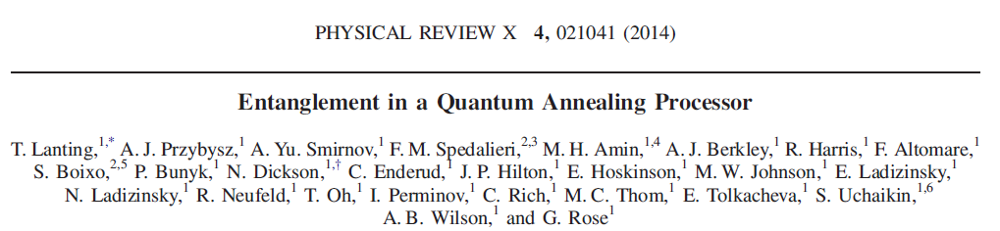 PHYSICAL REVIEW X 4, 021041 (2014)
Entanglement in a Quantum Annealing Processor
T. Lanting,1,* A. J. Przybysz,1 A. Yu. Smirnov,1 F. M. Spedalieri,2,3 M. H. Amin,1,4 A. J. Berkley,1 R. Harris,1 F. Altomare,1
S. Boixo,2,5 P. Bunyk,1 N. Dickson,1,† C. Enderud,1 J. P. Hilton,1 E. Hoskinson,1 M. W. Johnson,1 E. Ladizinsky,1
N. Ladizinsky,1 R. Neufeld,1 T. Oh,1 I. Perminov,1 C. Rich,1 M. C. Thom,1 E. Tolkacheva,1 S. Uchaikin,1,6
A. B. Wilson,1 and G. Rose1